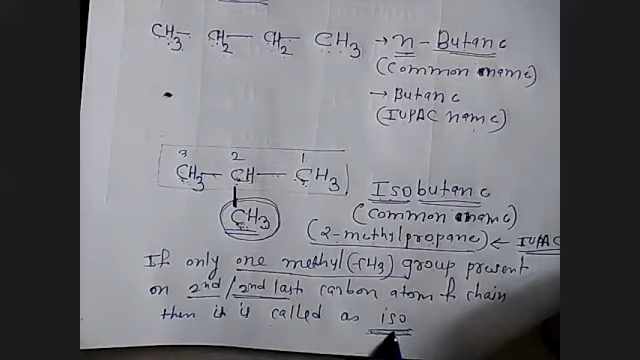 CH3 — CH2 — CH2 — CH3 → n - Butane
(Common name)
→ Butane
(IUPAC name)
3 2 1
CH3 — CH — CH3
CH3
Isobutane
(Common name)
(2-methylpropane) ← IUPAC
If only one methyl (-CH3) group present
on 2nd/2nd last carbon atom of chain
then it is called as iso